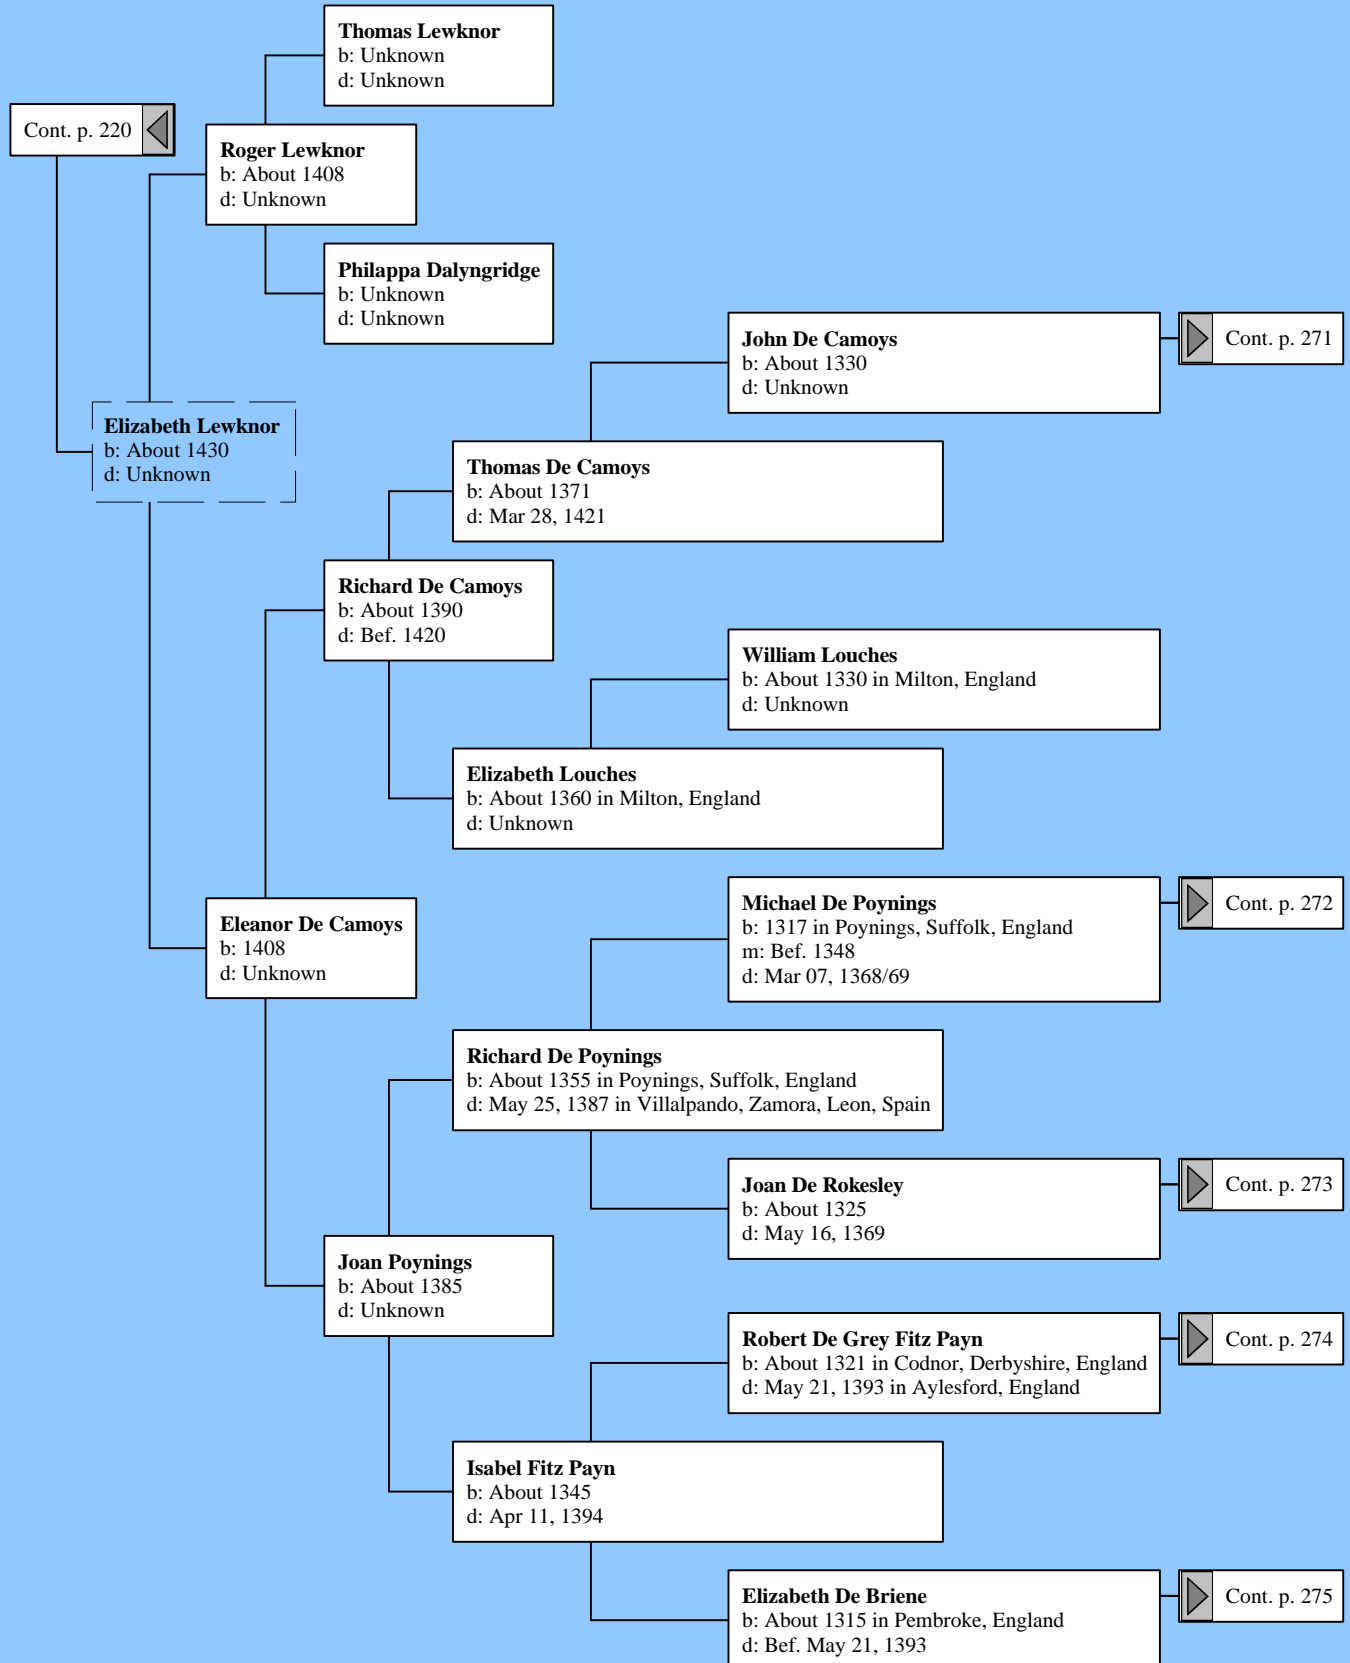 Thomas Lewknor
b: Unknown
d: Unknown
Cont. p. 220
Roger Lewknor
b: About 1408
d: Unknown
Philappa Dalyngridge
b: Unknown
d: Unknown
John De Camoys
b: About 1330
d: Unknown
Cont. p. 271
Elizabeth Lewknor
b: About 1430
d: Unknown
Thomas De Camoys
b: About 1371
d: Mar 28, 1421
Richard De Camoys
b: About 1390
d: Bef. 1420
William Louches
b: About 1330 in Milton, England
d: Unknown
Elizabeth Louches
b: About 1360 in Milton, England
d: Unknown
Eleanor De Camoys
b: 1408
d: Unknown
Michael De Poynings
b: 1317 in Poynings, Suffolk, England
m: Bef. 1348
d: Mar 07, 1368/69
Cont. p. 272
Richard De Poynings
b: About 1355 in Poynings, Suffolk, England
d: May 25, 1387 in Villalpando, Zamora, Leon, Spain
Joan De Rokesley
b: About 1325
d: May 16, 1369
Cont. p. 273
Joan Poynings
b: About 1385
d: Unknown
Robert De Grey Fitz Payn
b: About 1321 in Codnor, Derbyshire, England
d: May 21, 1393 in Aylesford, England
Cont. p. 274
Isabel Fitz Payn
b: About 1345
d: Apr 11, 1394
Elizabeth De Briene
b: About 1315 in Pembroke, England
d: Bef. May 21, 1393
Cont. p. 275